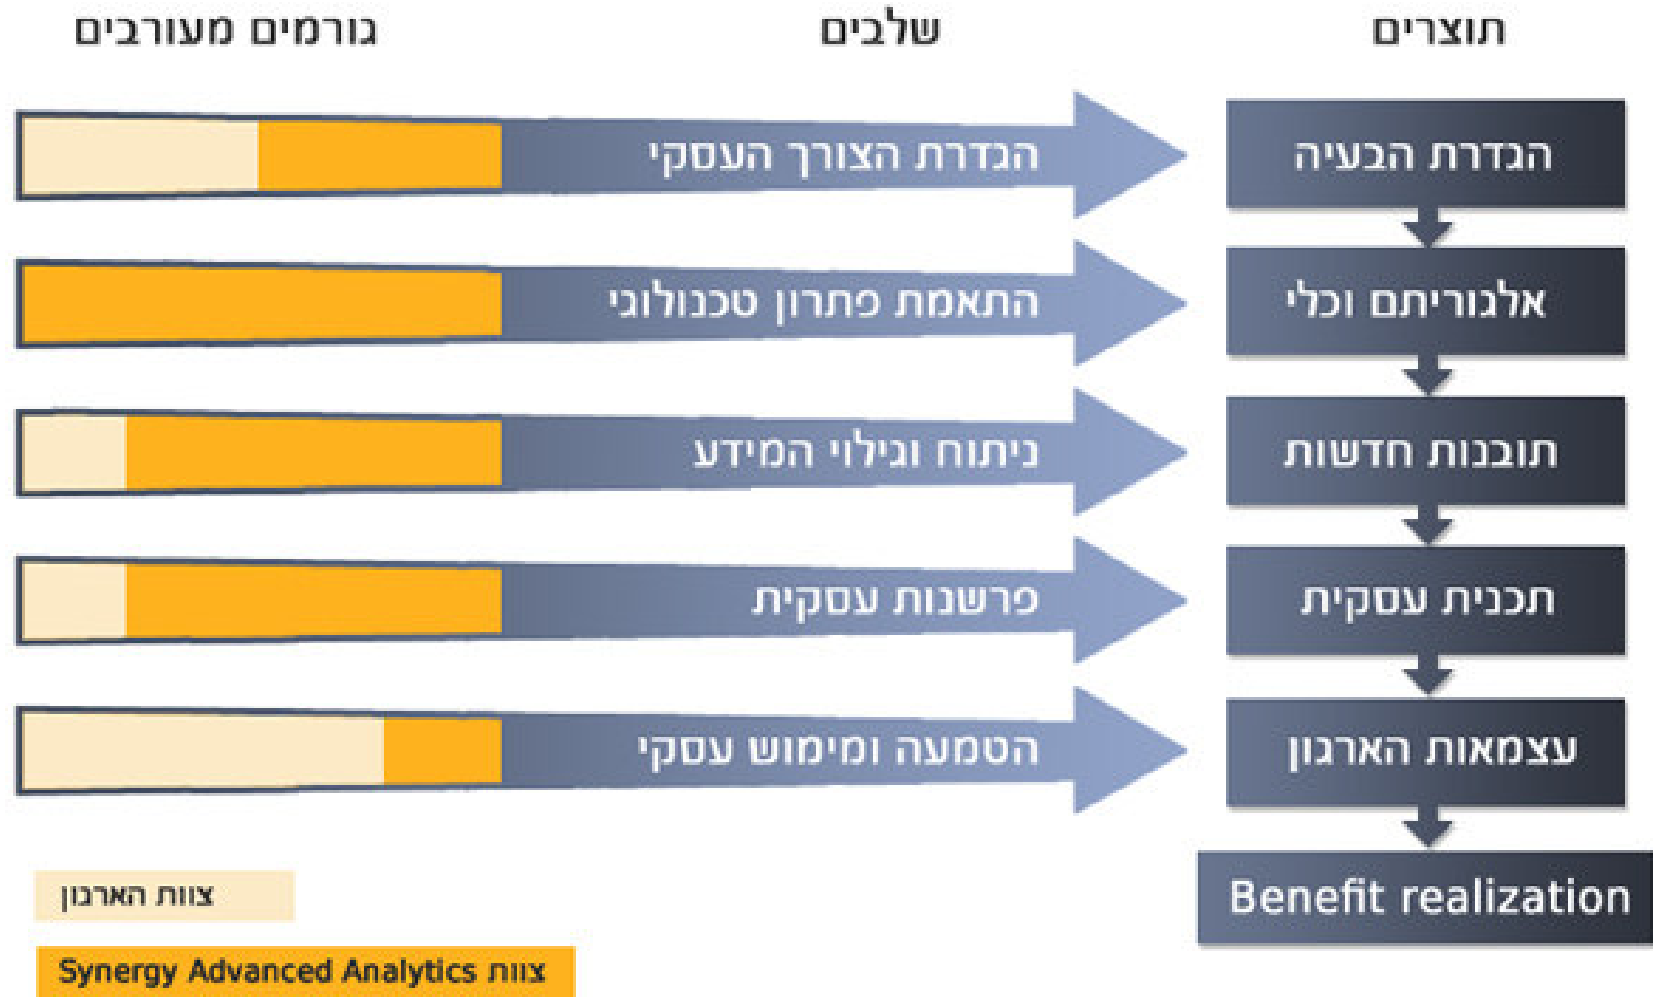 תוצרים
שלבים
גורמים מעורבים
הגדרת הבעיה
הגדרת הצורך העסקי
אלגוריתם וכלי
התאמת פתרון טכנולוגי
תובנות חדשות
ניתוח וגילוי המידע
תכנית עסקית
פרשנות עסקית
עצמאות הארגון
הטמעה ומימוש עסקי
Benefit realization
צוות הארגון
צוות Synergy Advanced Analytics